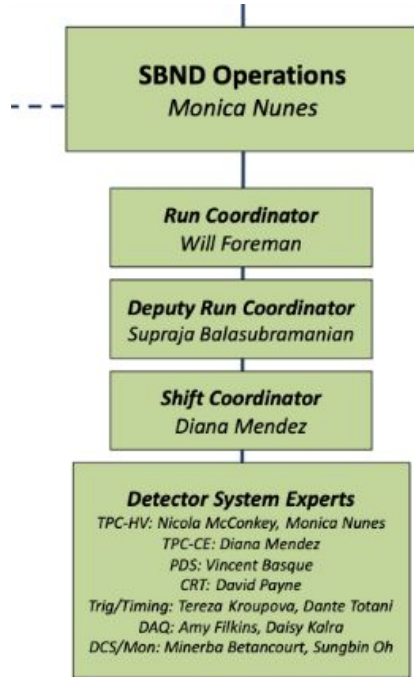 SBND Operations
Monica Nunes
Run Coordinator
Will Foreman
Deputy Run Coordinator
Supraja Balasubramanian
Shift Coordinator
Diana Mendez
Detector System Experts
TPC-HV: Nicola McConkey, Monica Nunes
TPC-CE: Diana Mendez
PDS: Vincent Basque
CRT: David Payne
Trig/Timing: Tereza Kroupova, Dante Totani
DAQ: Amy Filkins, Daisy Kalra
DCS/Mon: Minerba Betancourt, Sungbin Oh